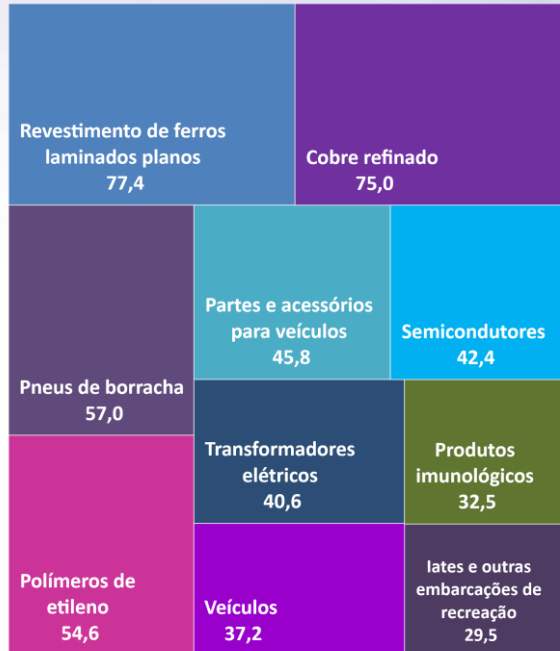 Revestimento de ferros
laminados planos
77,4
Cobre refinado
75,0
Pneus de borracha
57,0
Partes e acessórios
para veículos
45,8
Semicondutores
42,4
Transformadores
elétricos
40,6
Produtos
imunológicos
32,5
Polímeros de
etileno
54,6
Veículos
37,2
Iates e outras
embarcações de
recreação
29,5